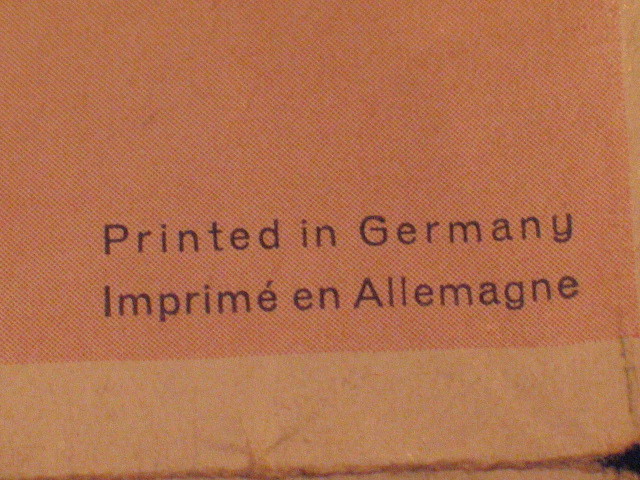 Printed in Germany
Imprimé en Allemagne